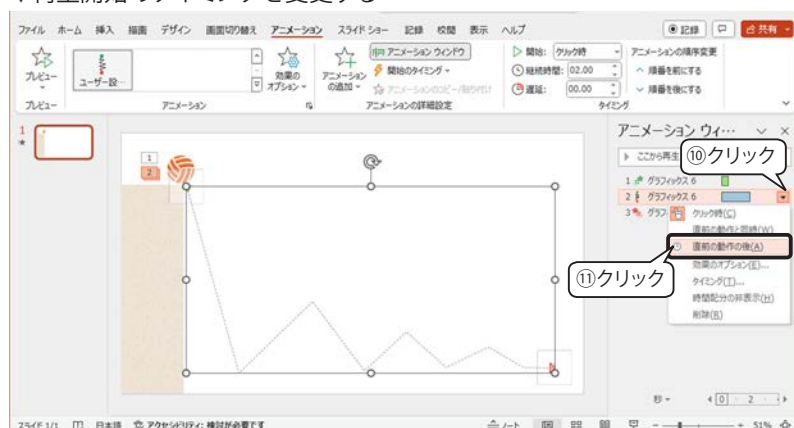 ファイル ホーム 挿入 描画 デザイン 画面切り替え アニメーション スライド ショー 記録 校閲 表示 ヘルプ
記録 共有
プレビュー
ユーザー設…
効果の
オプション
アニメーション
の追加
アニメーション ウィンドウ
開始のタイミング
アニメーションのコピー/貼り付け
開始: クリック時
継続時間: 02.00
遅延: 00.00
アニメーションの順序変更
順番を前にする
順番を後にする
プレビュー アニメーション アニメーションの詳細設定 タイミング
1
1
2
アニメーション ウィ…
ここから再生
⑩クリック
1 グラフィックス 6
2 グラフィックス 6
3 グラフ
クリック時(C)
直前の動作と同時(W)
直前の動作の後(A)
⑪クリック
効果のオプション(E)...
タイミング(T)...
時間配分の非表示(H)
削除(R)
秒 0 2
スライド 1/1 日本語 アクセシビリティ: 検討が必要です ノート 51%